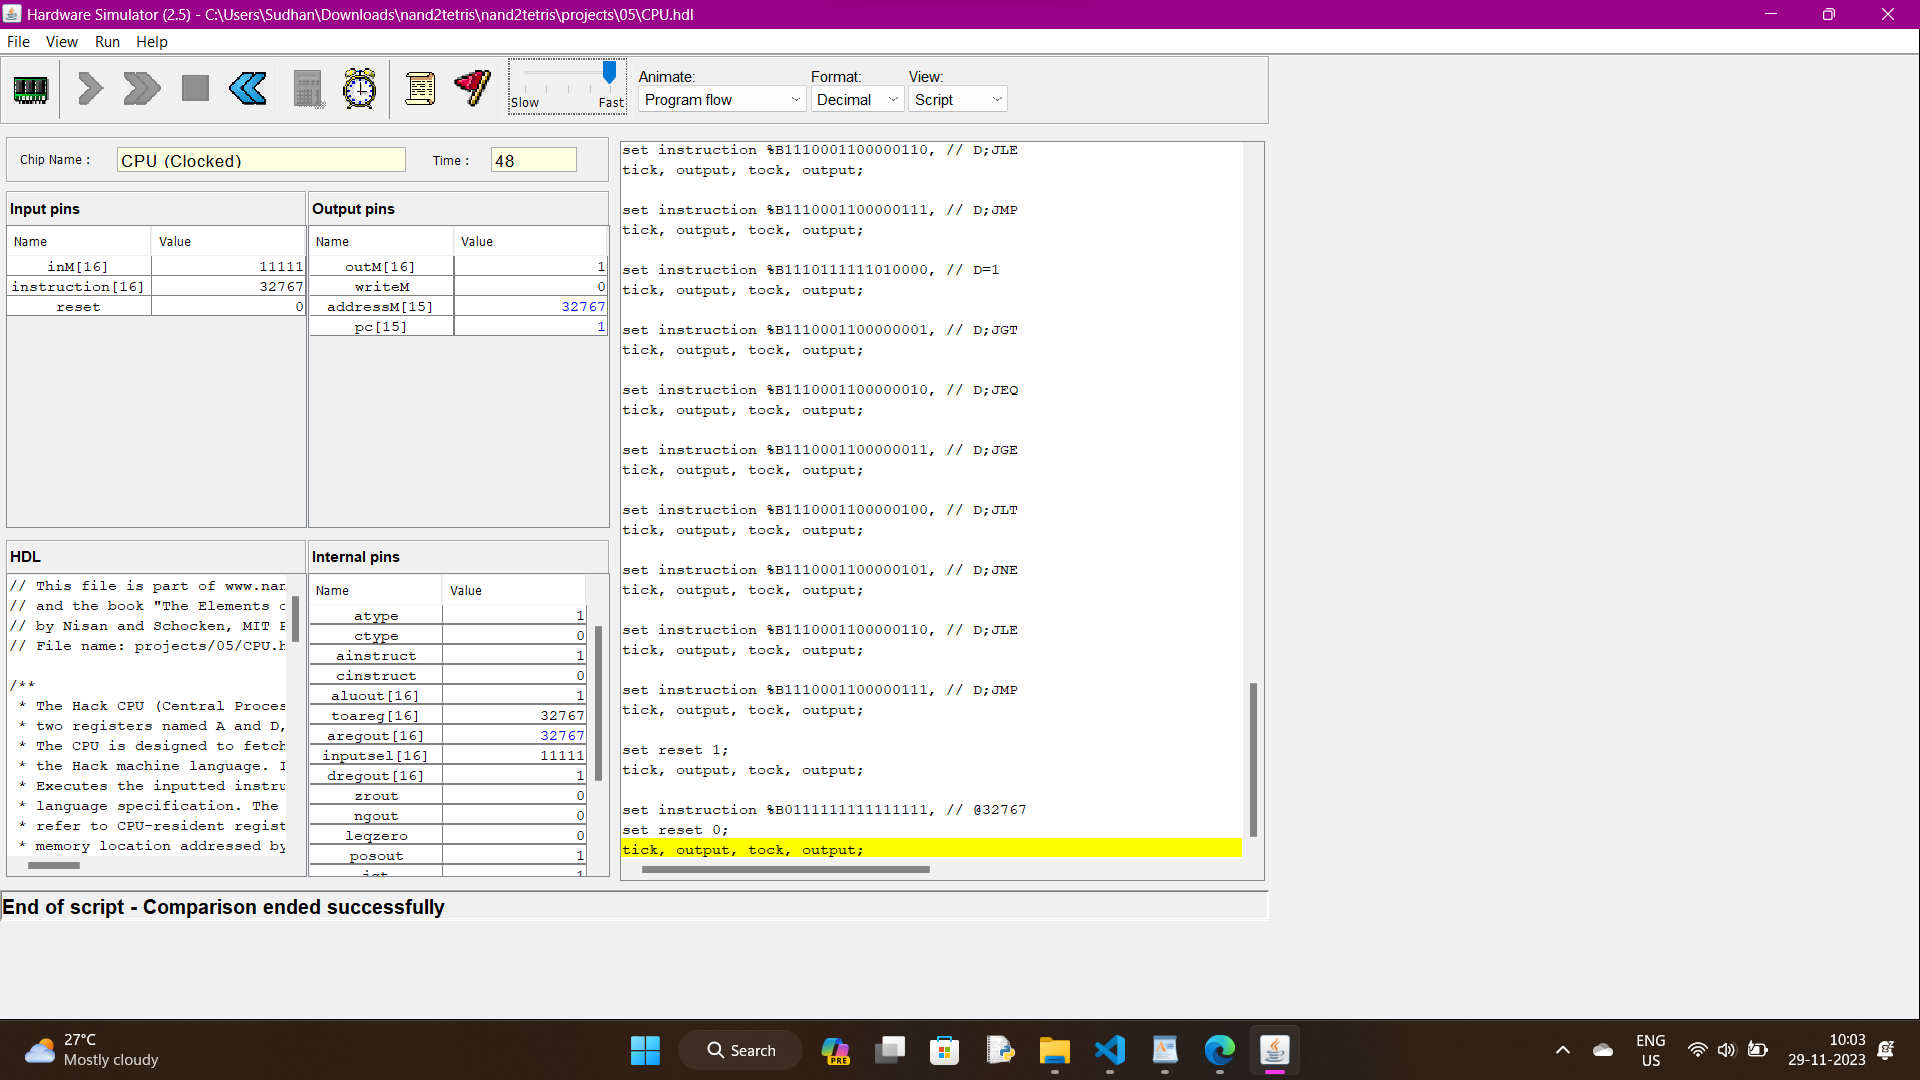 Hardware Simulator (2.5) - C:\Users\Sudhan\Downloads\nand2tetris\nand2tetris\projects\05\CPU.hdl
File View Run Help
Slow Fast
Animate: Format: View:
Program flow Decimal Script
Chip Name : CPU (Clocked) Time : 48
Input pins
Name Value
inM[16] 11111
instruction[16] 32767
reset 0
Output pins
Name Value
outM[16] 1
writeM 0
addressM[15] 32767
pc[15] 1
HDL
// This file is part of www.nan
// and the book "The Elements o
// by Nisan and Schocken, MIT P
// File name: projects/05/CPU.h
/**
* The Hack CPU (Central Proces
* two registers named A and D,
* The CPU is designed to fetch
* the Hack machine language. I
* Executes the inputted instru
* language specification. The
* refer to CPU-resident regist
* memory location addressed by
Internal pins
Name Value
atype 1
ctype 0
ainstruct 1
cinstruct 0
aluout[16] 1
toareg[16] 32767
aregout[16] 32767
inputsel[16] 11111
dregout[16] 1
zrout 0
ngout 0
leqzero 0
posout 1
jgt 1
set instruction %B1110001100000110, // D;JLE
tick, output, tock, output;
set instruction %B1110001100000111, // D;JMP
tick, output, tock, output;
set instruction %B1110111111010000, // D=1
tick, output, tock, output;
set instruction %B1110001100000001, // D;JGT
tick, output, tock, output;
set instruction %B1110001100000010, // D;JEQ
tick, output, tock, output;
set instruction %B1110001100000011, // D;JGE
tick, output, tock, output;
set instruction %B1110001100000100, // D;JLT
tick, output, tock, output;
set instruction %B1110001100000101, // D;JNE
tick, output, tock, output;
set instruction %B1110001100000110, // D;JLE
tick, output, tock, output;
set instruction %B1110001100000111, // D;JMP
tick, output, tock, output;
set reset 1;
tick, output, tock, output;
set instruction %B0111111111111111, // @32767
set reset 0;
tick, output, tock, output;
End of script - Comparison ended successfully
27°C
Mostly cloudy
Search
PRE
ENG
US
10:03
29-11-2023